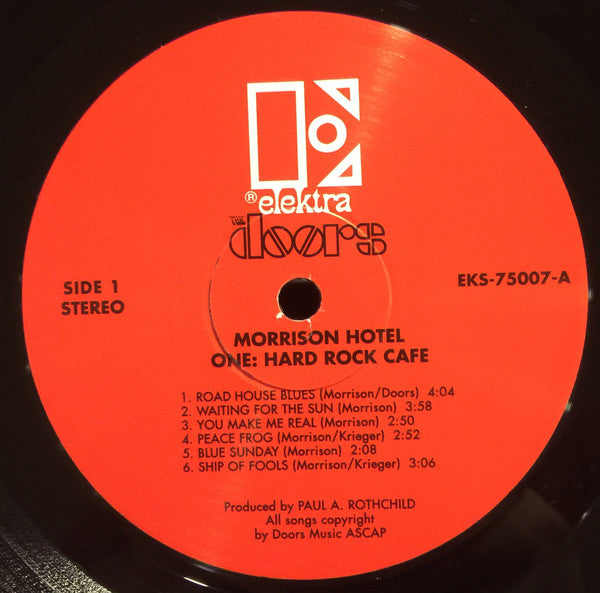 ® elektra
THE
doors
SIDE 1
STEREO
EKS-75007-A
MORRISON HOTEL
ONE: HARD ROCK CAFE
1. ROAD HOUSE BLUES (Morrison/Doors) 4:04
2. WAITING FOR THE SUN (Morrison) 3:58
3. YOU MAKE ME REAL (Morrison) 2:50
4. PEACE FROG (Morrison/Krieger) 2:52
5. BLUE SUNDAY (Morrison) 2:08
6. SHIP OF FOOLS (Morrison/Krieger) 3:06
Produced by PAUL A. ROTHCHILD
All songs copyright
by Doors Music ASCAP